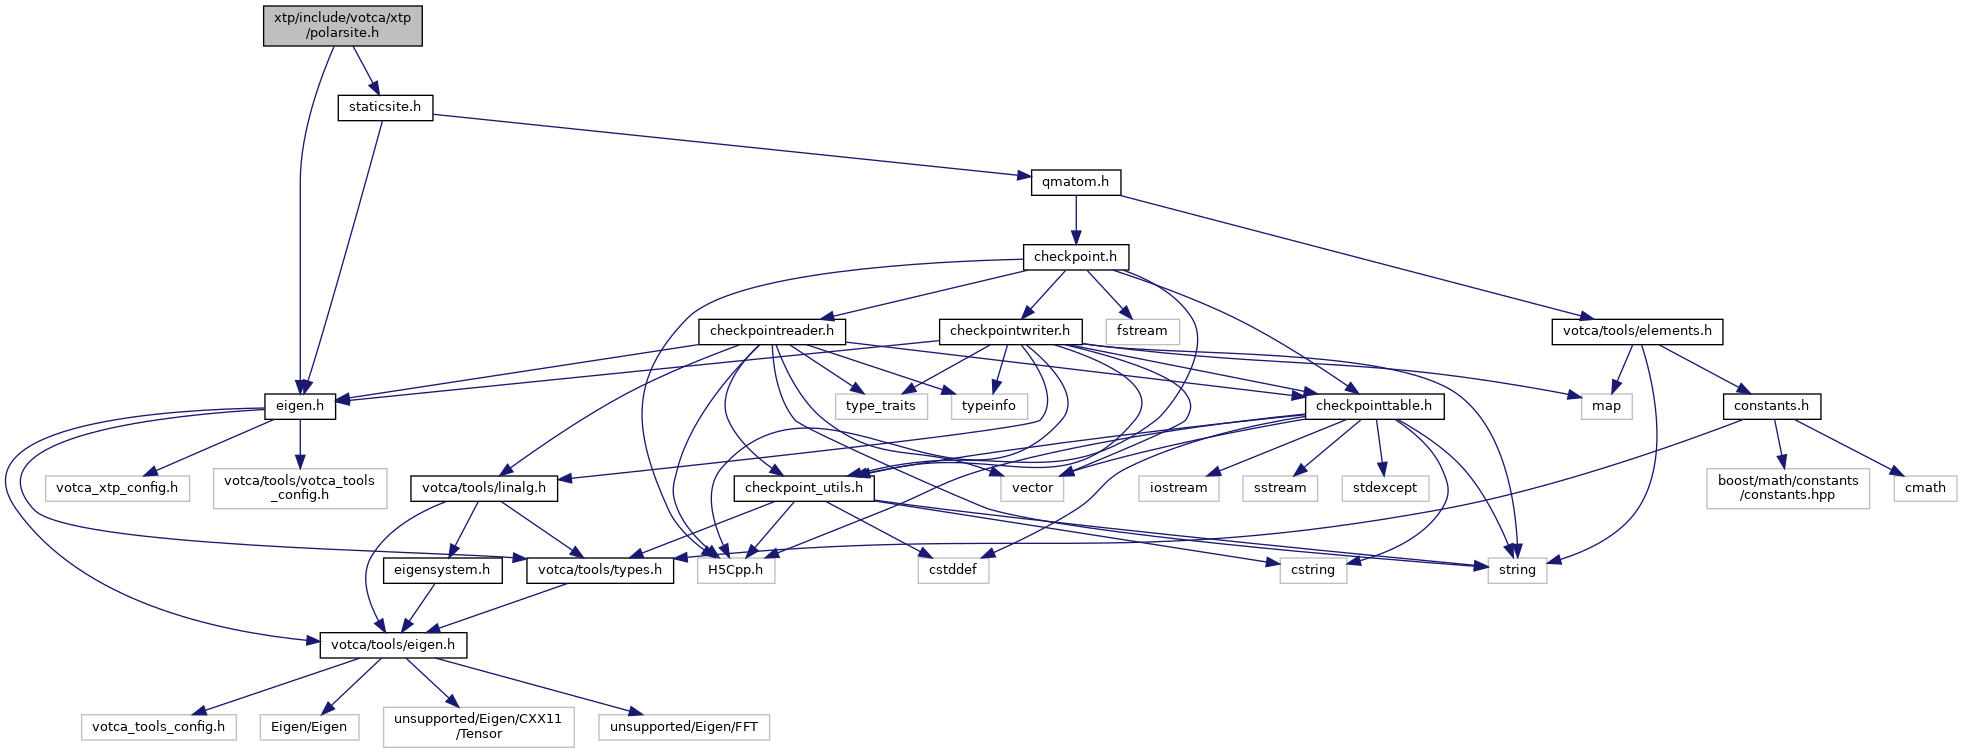 xtp/include/votca/xtp
/polarsite.h
staticsite.h
qmatom.h
checkpoint.h
checkpointreader.h
checkpointwriter.h
fstream
votca/tools/elements.h
eigen.h
type_traits
typeinfo
checkpointtable.h
map
constants.h
votca_xtp_config.h
votca/tools/votca_tools
_config.h
votca/tools/linalg.h
checkpoint_utils.h
vector
iostream
sstream
stdexcept
boost/math/constants
/constants.hpp
cmath
eigensystem.h
votca/tools/types.h
H5Cpp.h
cstddef
cstring
string
votca/tools/eigen.h
votca_tools_config.h
Eigen/Eigen
unsupported/Eigen/CXX11
/Tensor
unsupported/Eigen/FFT